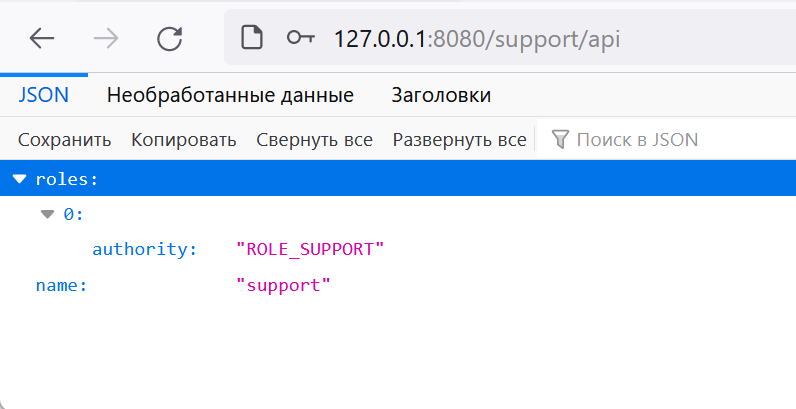 127.0.0.1:8080/support/api
JSON Необработанные данные Заголовки
Сохранить Копировать Свернуть все Развернуть все Поиск в JSON
roles:
0:
authority: "ROLE_SUPPORT"
name: "support"